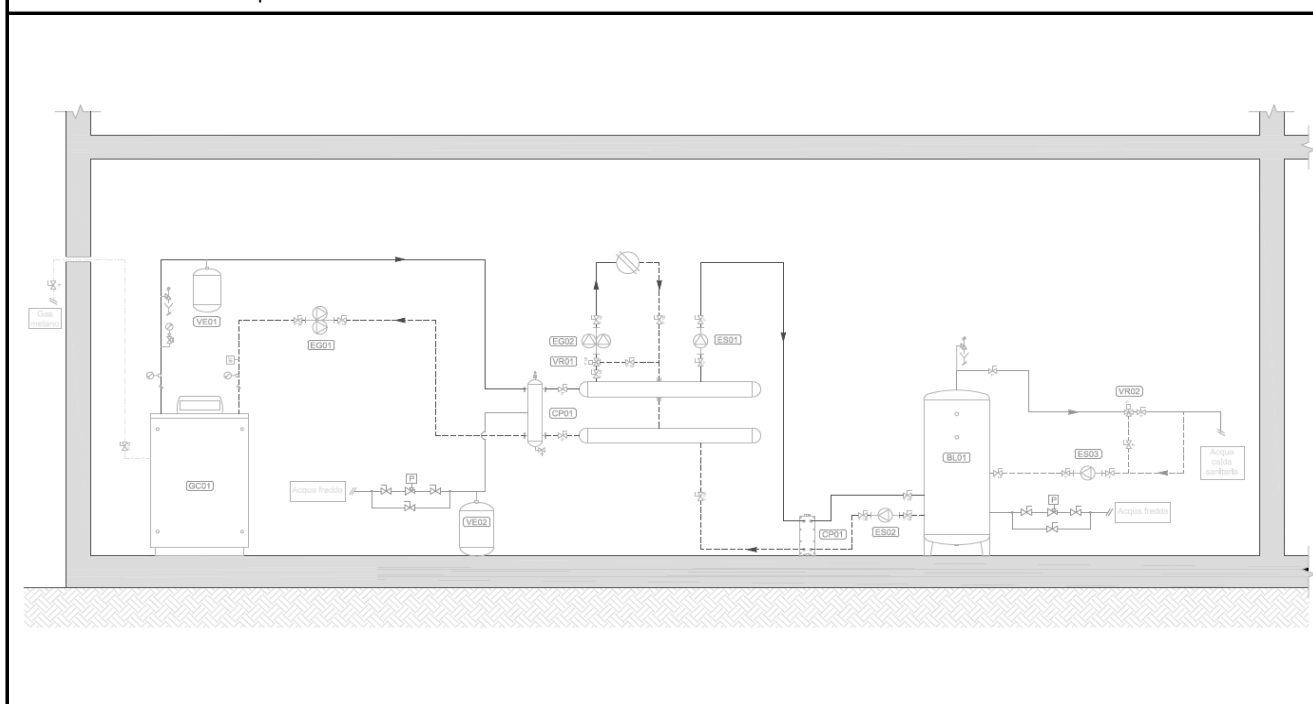 Gas
metano
VE01
EG01
EG02
VR01
ES01
CP01
GC01
Acqua fredda
P
VE02
CP01
ES02
BL01
VR02
ES03
Acqua
calda
sanitaria
P
Acqua fredda